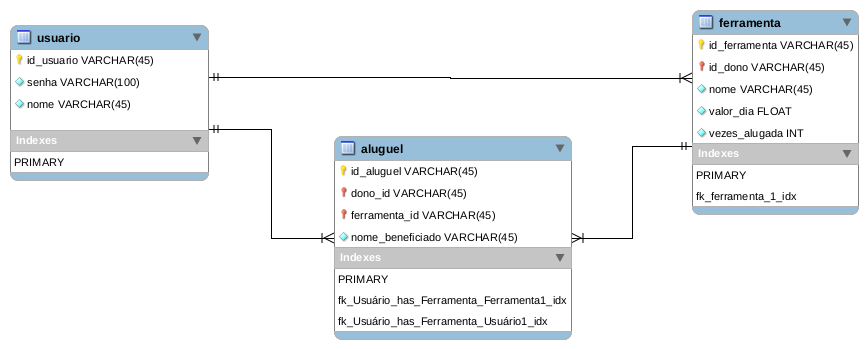 usuario
id_usuario VARCHAR(45)
senha VARCHAR(100)
nome VARCHAR(45)
Indexes
PRIMARY
ferramenta
id_ferramenta VARCHAR(45)
id_dono VARCHAR(45)
nome VARCHAR(45)
valor_dia FLOAT
vezes_alugada INT
Indexes
PRIMARY
fk_ferramenta_1_idx
aluguel
id_aluguel VARCHAR(45)
dono_id VARCHAR(45)
ferramenta_id VARCHAR(45)
nome_beneficiado VARCHAR(45)
Indexes
PRIMARY
fk_Usuário_has_Ferramenta_Ferramenta1_idx
fk_Usuário_has_Ferramenta_Usuário1_idx